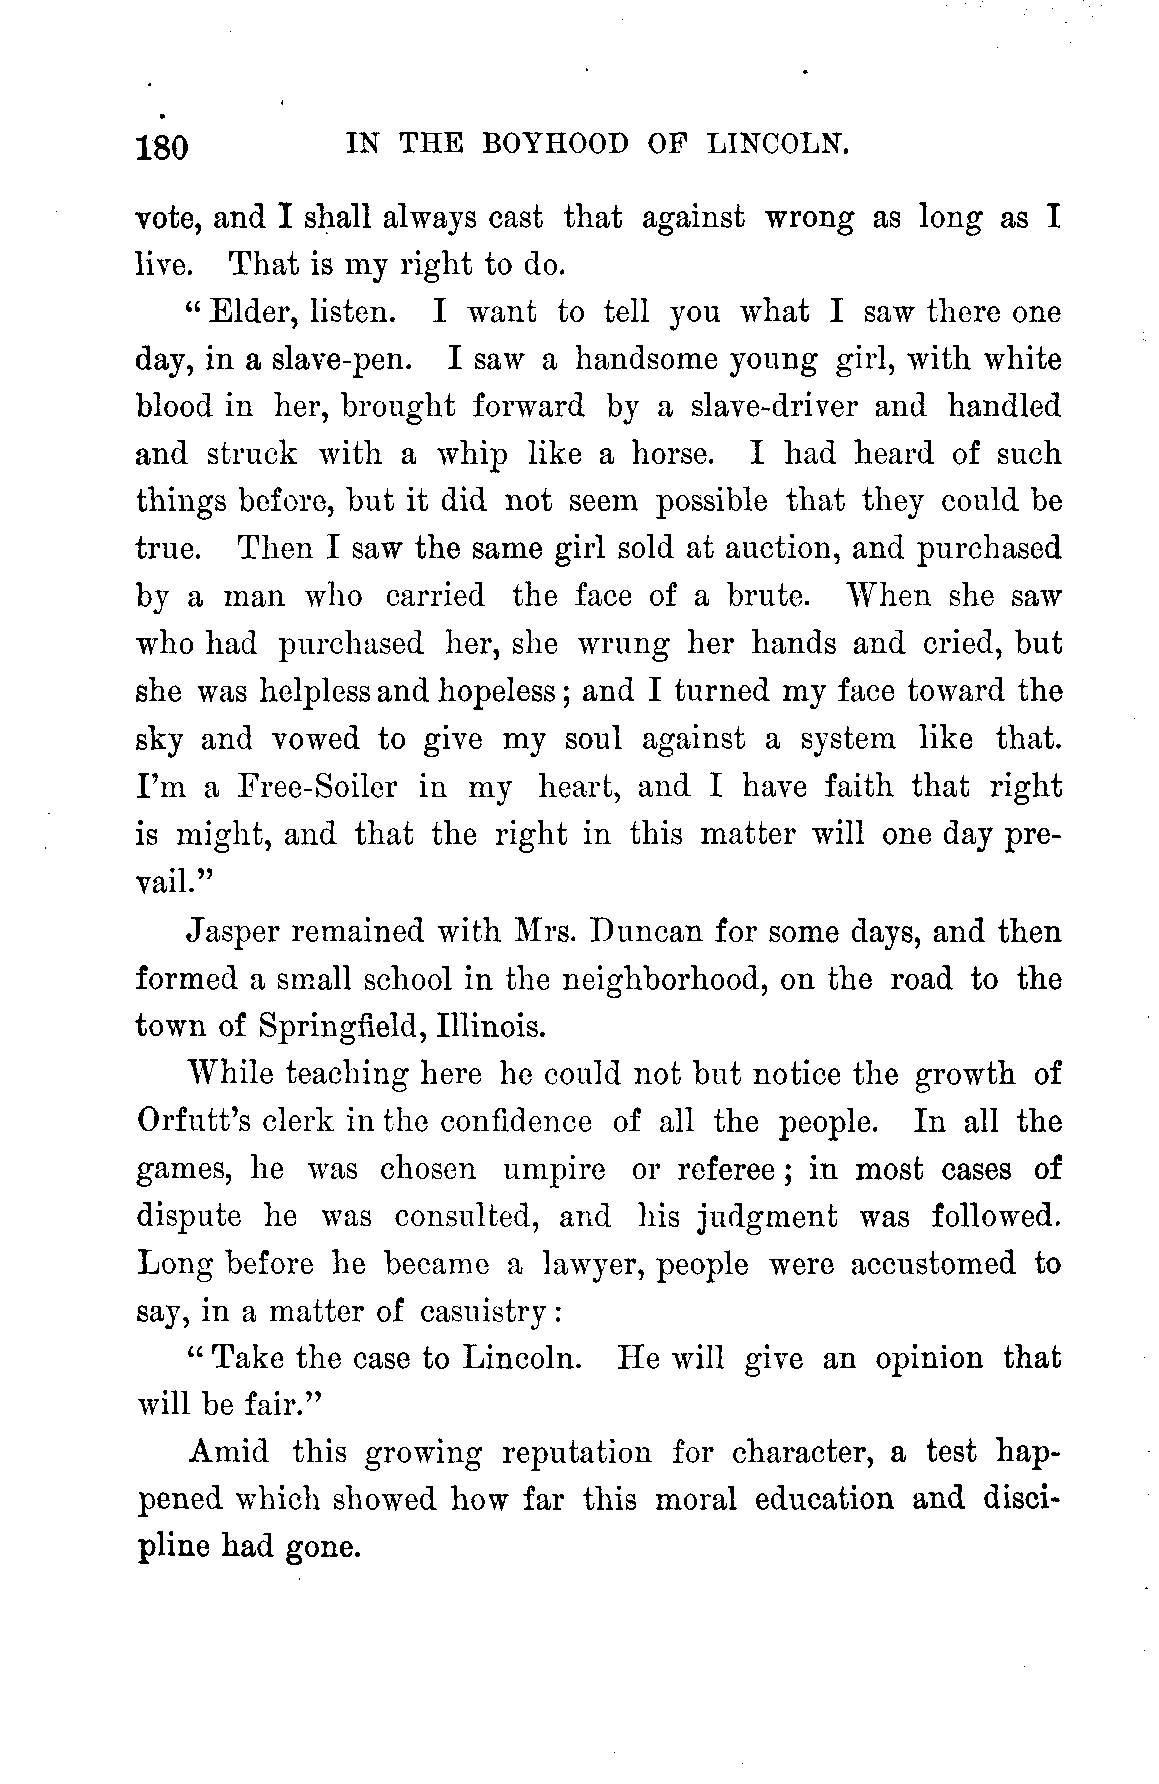 180 IN THE BOYHOOD OF LINCOLN.
vote, and I shall always cast that against wrong as long as I
live. That is my right to do.
" Elder, listen. I want to tell you what I saw there one
day, in a slave-pen. I saw a handsome young girl, with white
blood in her, brought forward by a slave-driver and handled
and struck with a whip like a horse. I had heard of such
things before, but it did not seem possible that they could be
true. Then I saw the same girl sold at auction, and purchased
by a man who carried the face of a brute. When she saw
who had purchased her, she wrung her hands and cried, but
she was helpless and hopeless; and I turned my face toward the
sky and vowed to give my soul against a system like that.
I'm a Free-Soiler in my heart, and I have faith that right
is might, and that the right in this matter will one day pre-
vail."
Jasper remained with Mrs. Duncan for some days, and then
formed a small school in the neighborhood, on the road to the
town of Springfield, Illinois.
While teaching here he could not but notice the growth of
Orfutt's clerk in the confidence of all the people. In all the
games, he was chosen umpire or referee; in most cases of
dispute he was consulted, and his judgment was followed.
Long before he became a lawyer, people were accustomed to
say, in a matter of casuistry:
" Take the case to Lincoln. He will give an opinion that
will be fair."
Amid this growing reputation for character, a test hap-
pened which showed how far this moral education and disci-
pline had gone.